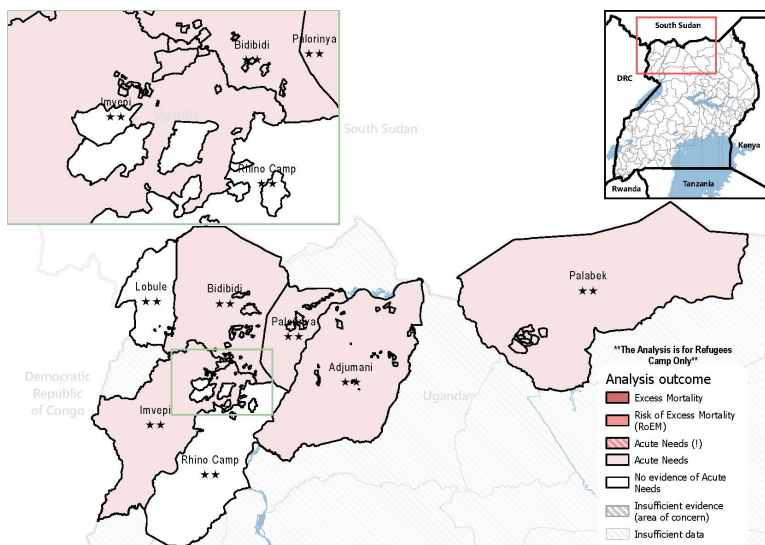 Bidibidi
★★
Palorinya
★★
Imvepi
★★
Uganda
South Sudan
Rhino Camp
★★
South Sudan
DRC
Kenya
Rwanda
Tanzania
Lobule
★★
Bidibidi
★★
Palorinya
★★
Adjumani
★★
Palabek
★★
Democratic
Republic
of Congo
Imvepi
★★
Uganda
Rhino Camp
★★
**The Analysis is for Refugees
Camp Only**
Analysis outcome
Excess Mortality
Risk of Excess Mortality
(RoEM)
Acute Needs (!)
Acute Needs
No evidence of Acute
Needs
Insufficient evidence
(area of concern)
Insufficient data